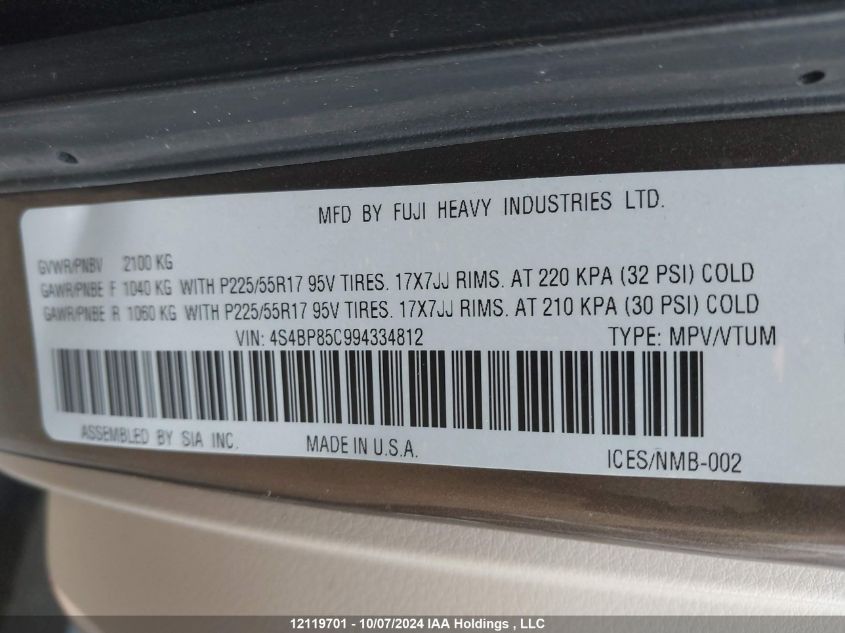 MFD BY FUJI HEAVY INDUSTRIES LTD.
GVWR/PNBV 2100 KG
GAWR/PNBE F 1040 KG WITH P225/55R17 95V TIRES. 17X7JJ RIMS. AT 220 KPA (32 PSI) COLD
GAWR/PNBE R 1060 KG WITH P225/55R17 95V TIRES. 17X7JJ RIMS. AT 210 KPA (30 PSI) COLD
VIN: 4S4BP85C994334812 TYPE: MPV/VTUM
ASSEMBLED BY SIA INC. MADE IN U.S.A. ICES/NMB-002
12119701 - 10/07/2024 IAA Holdings , LLC